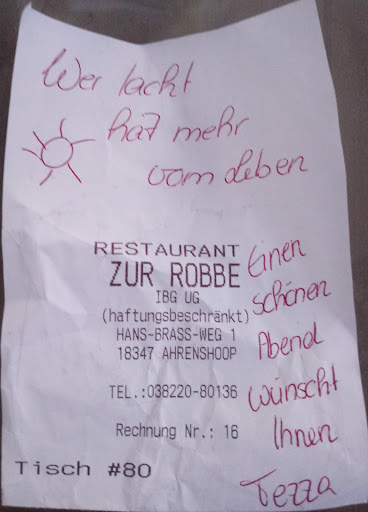 Wer lacht
hat mehr
vom Leben
RESTAURANT
ZUR ROBBE
IBG UG
(haftungsbeschränkt)
HANS-BRASS-WEG 1
18347 AHRENSHOOP
TEL.:038220-80136
Rechnung Nr.: 16
Tisch #80
Einen
schönen
Abend
wünscht
Ihnen
Tezza